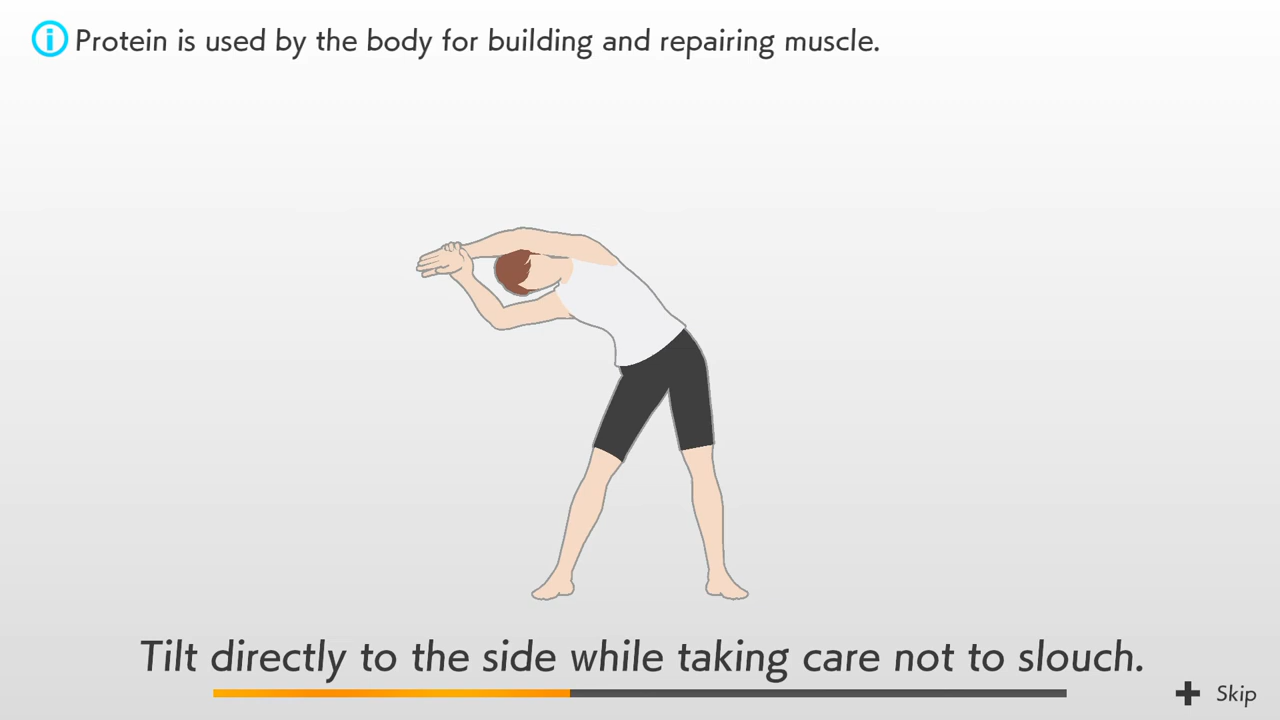 Protein is used by the body for building and repairing muscle.
Tilt directly to the side while taking care not to slouch.
Skip